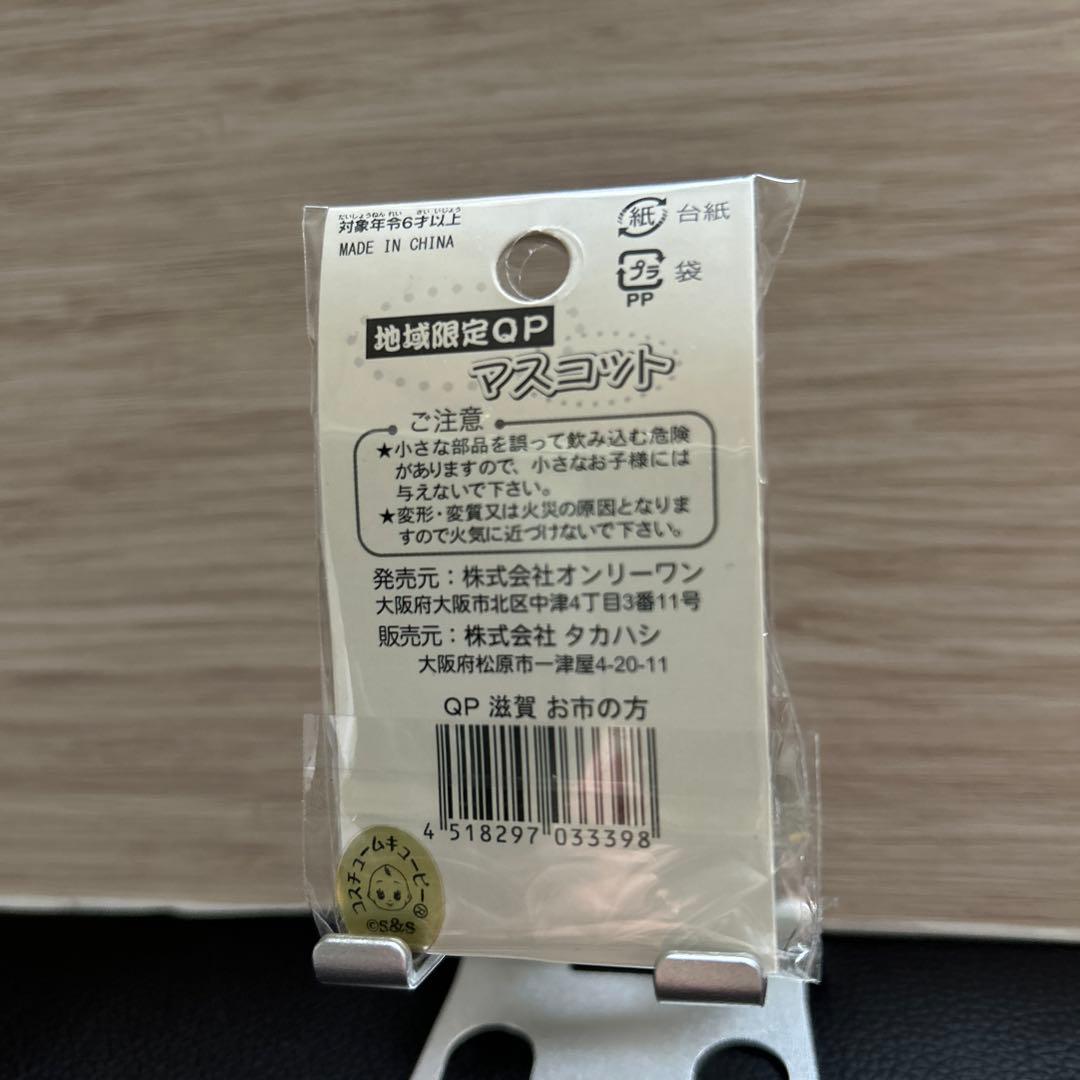 たいしょうねんれい さいいじょう
対象年令6才以上
MADE IN CHINA
紙 台紙
プラ 袋
PP
地域限定QP
マスコット
ご注意
★小さな部品を誤って飲み込む危険
がありますので、小さなお子様には
与えないで下さい。
★変形・変質又は火災の原因となりま
すので火気に近づけないで下さい。
発売元：株式会社オンリーワン
大阪府大阪市北区中津4丁目3番11号
販売元：株式会社 タカハシ
大阪府松原市一津屋4-20-11
QP 滋賀 お市の方
4 518297 033398
コスチュームキューピー®
©S&S